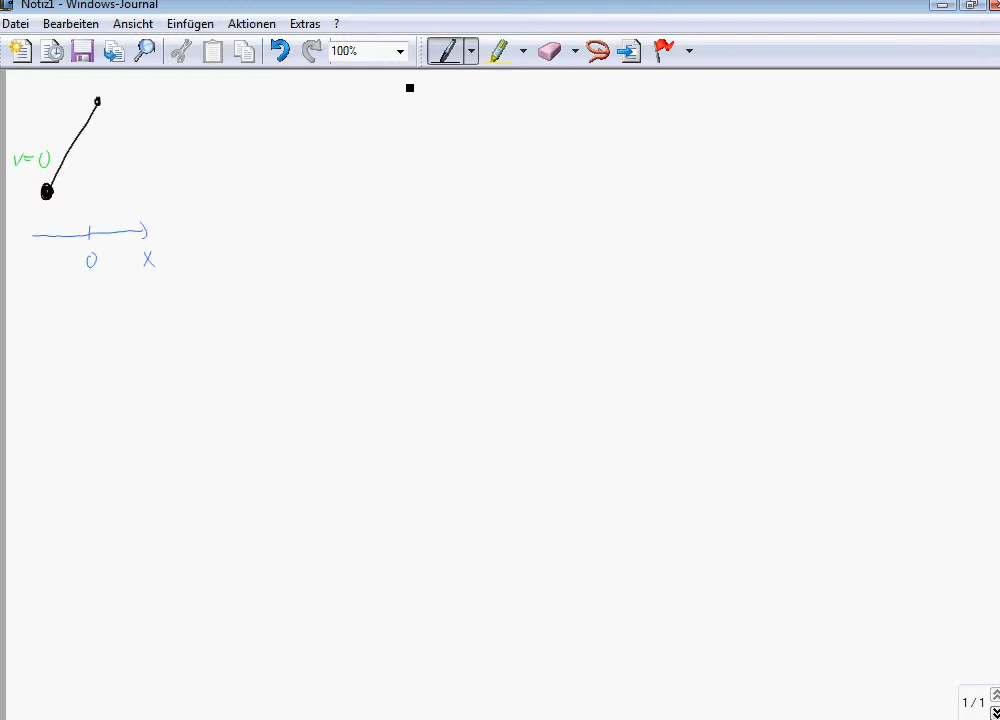 Notiz1 - Windows-Journal
Datei Bearbeiten Ansicht Einfügen Aktionen Extras ?
100%
v=0
0 x
1/1